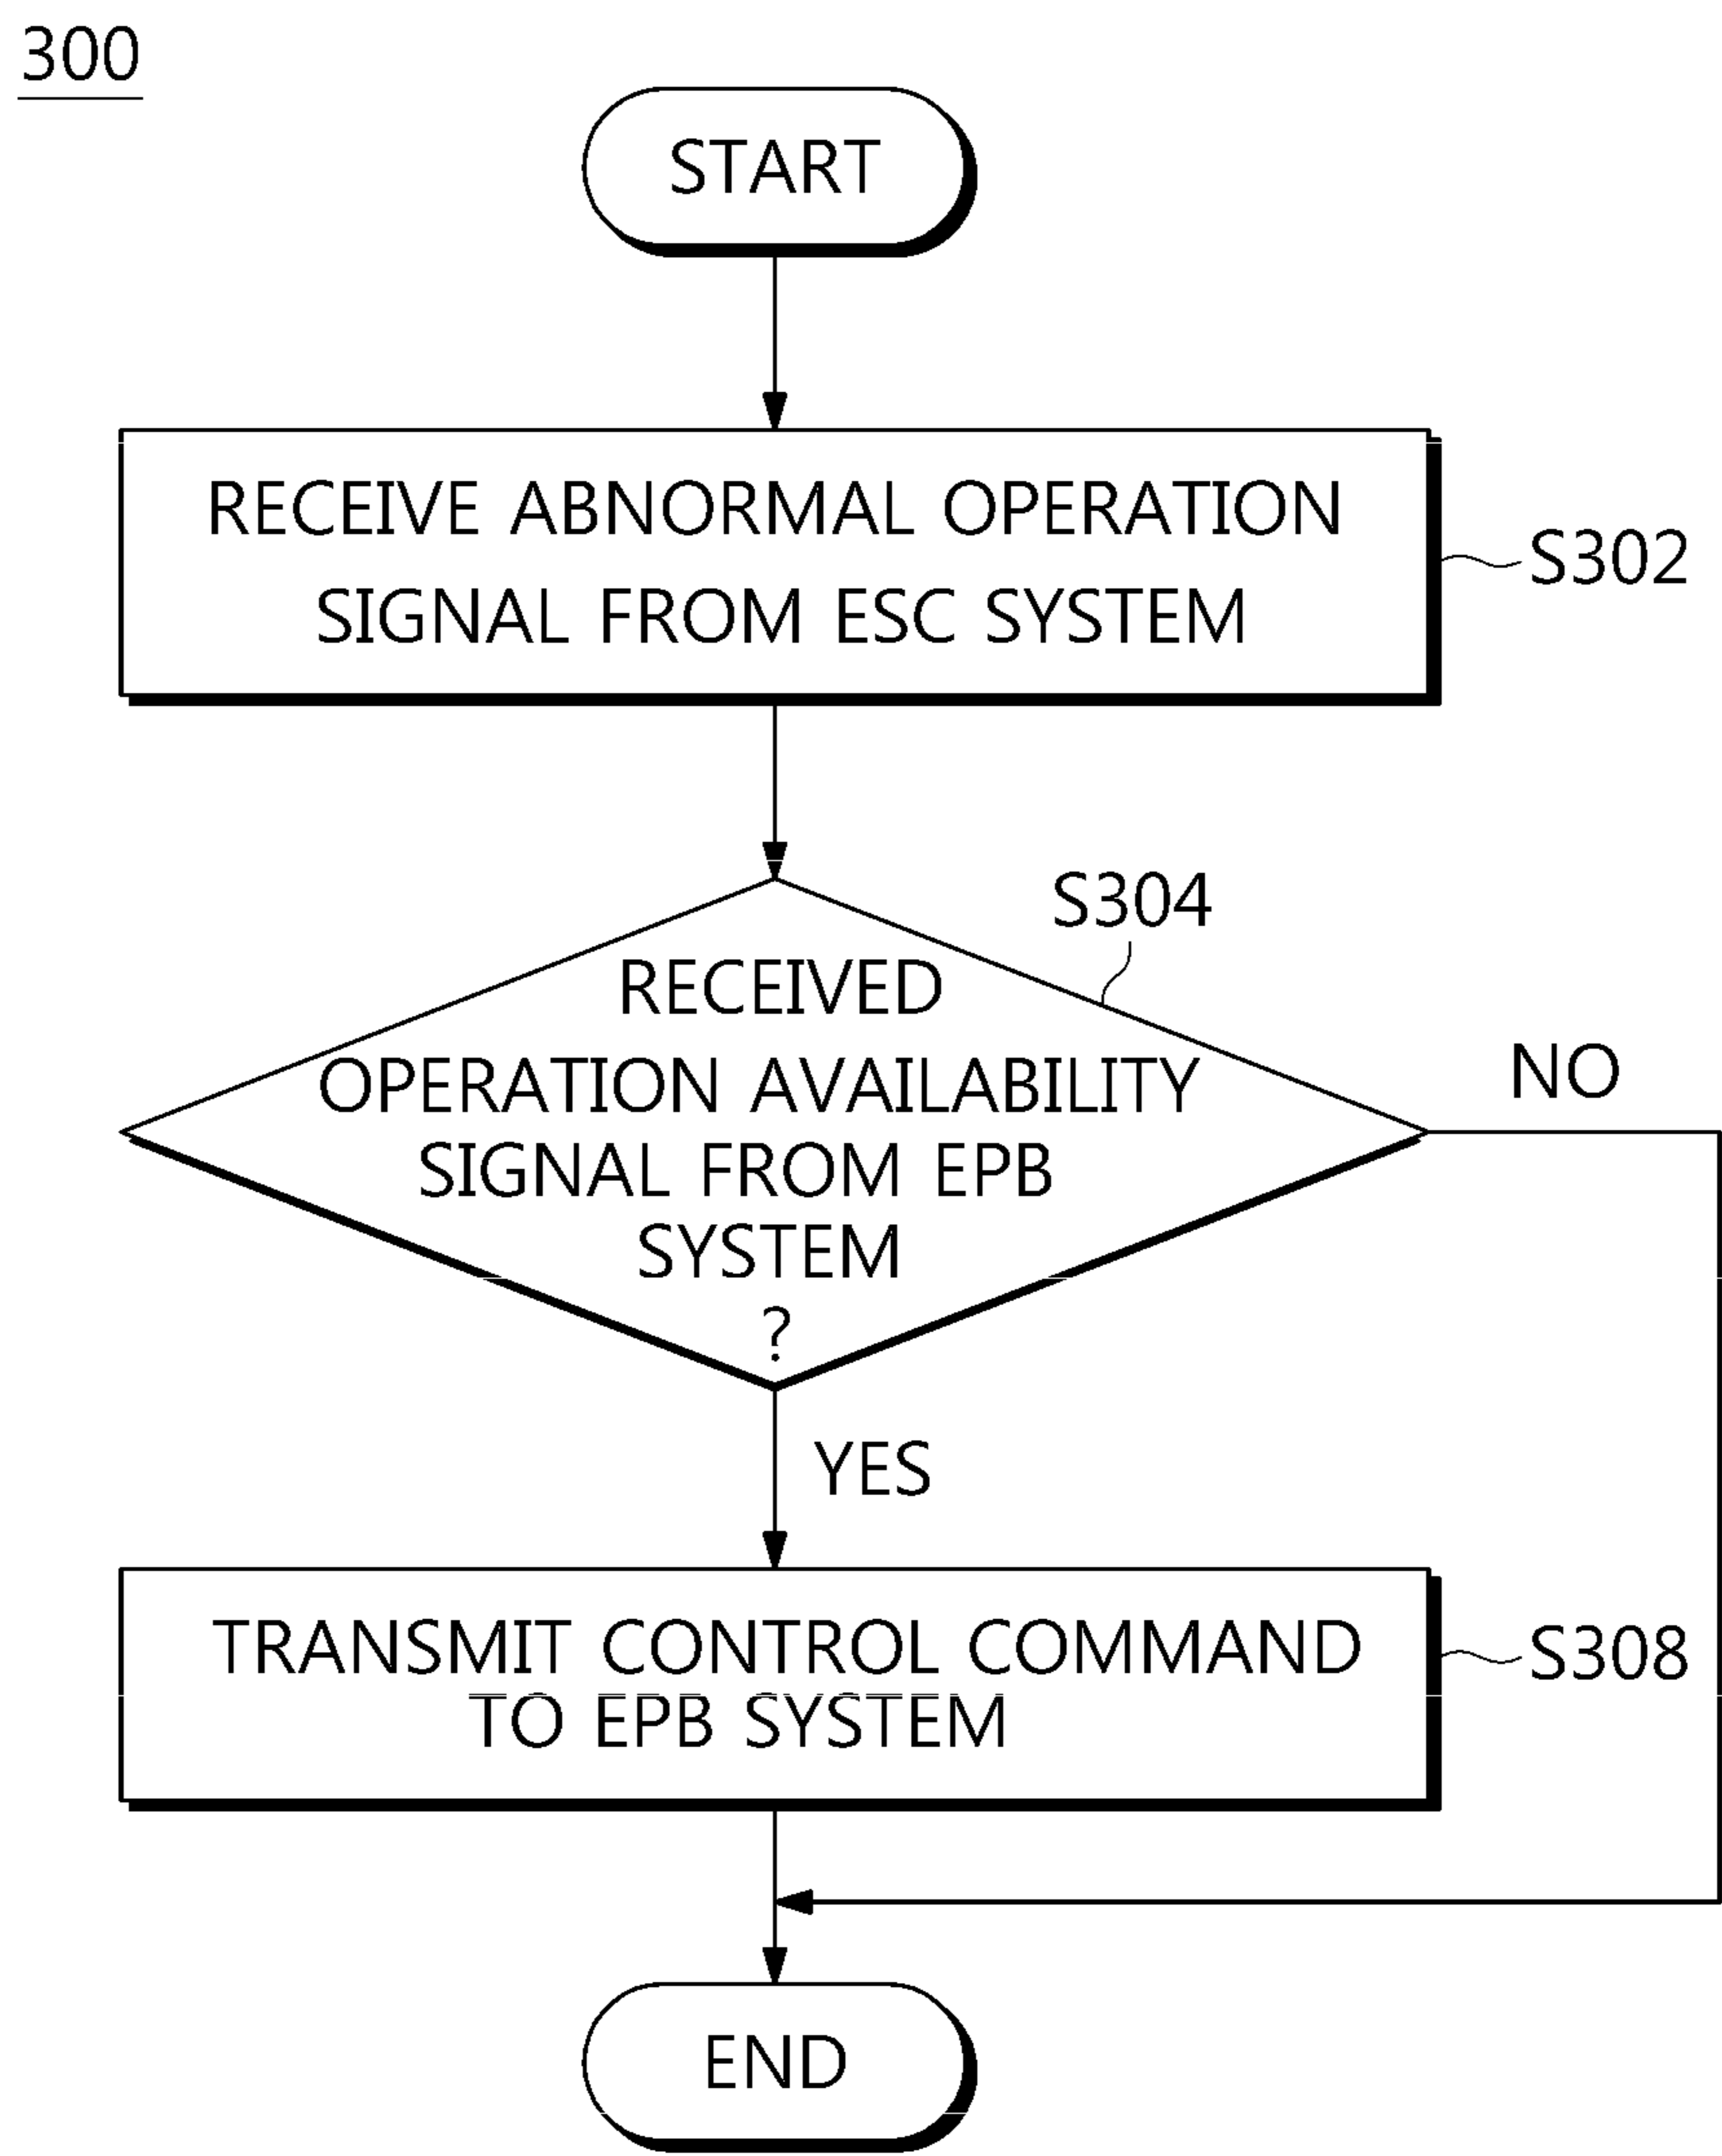 300
START
RECEIVE ABNORMAL OPERATION
SIGNAL FROM ESC SYSTEM
S302
S304
RECEIVED
OPERATION AVAILABILITY
SIGNAL FROM EPB
SYSTEM
?
NO
YES
TRANSMIT CONTROL COMMAND
TO EPB SYSTEM
S308
END